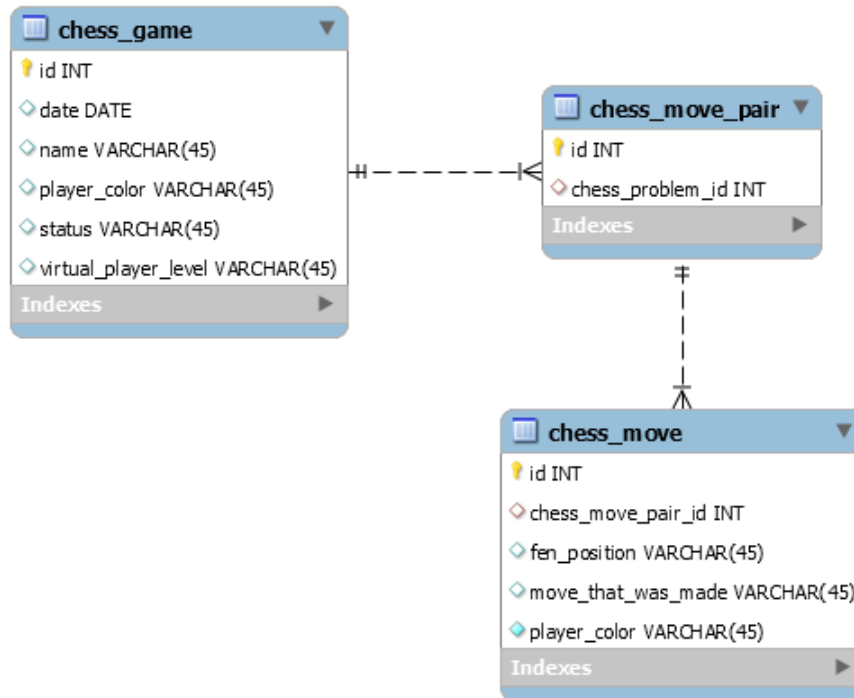 chess_game
id INT
date DATE
name VARCHAR(45)
player_color VARCHAR(45)
status VARCHAR(45)
virtual_player_level VARCHAR(45)
Indexes
chess_move_pair
id INT
chess_problem_id INT
Indexes
chess_move
id INT
chess_move_pair_id INT
fen_position VARCHAR(45)
move_that_was_made VARCHAR(45)
player_color VARCHAR(45)
Indexes